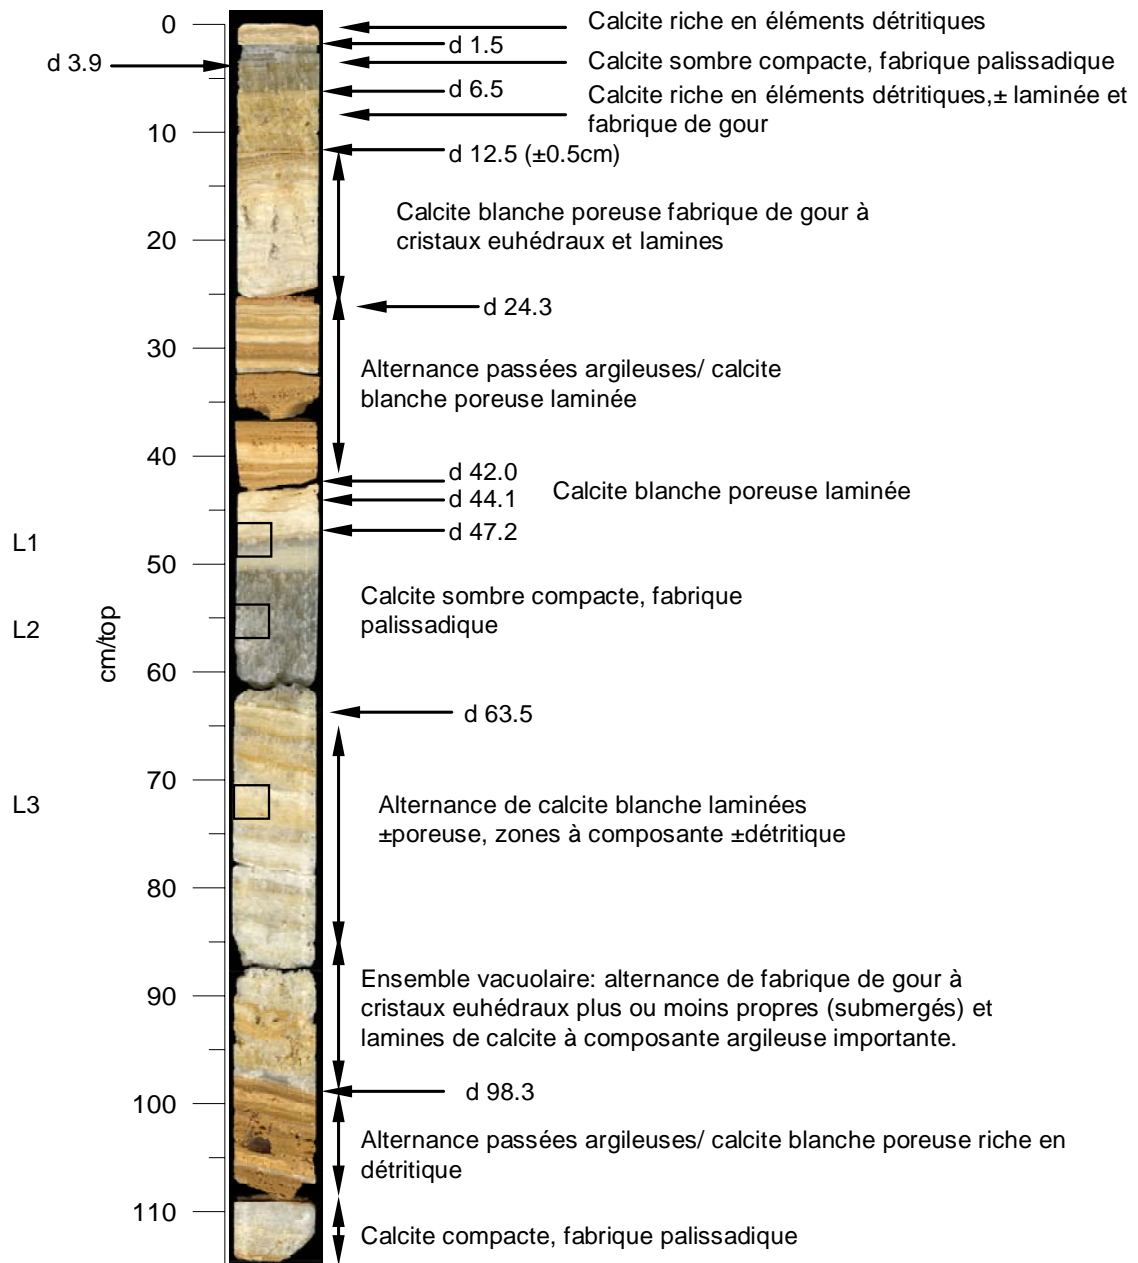 0
Calcite riche en éléments détritiques
d 1.5
d 3.9
Calcite sombre compacte, fabrique palissadique
d 6.5
Calcite riche en éléments détritiques,± laminée et
fabrique de gour
10
d 12.5 (±0.5cm)
Calcite blanche poreuse fabrique de gour à
cristaux euhédraux et lamines
20
d 24.3
30
Alternance passées argileuses/ calcite
blanche poreuse laminée
40
d 42.0
Calcite blanche poreuse laminée
d 44.1
d 47.2
L1
50
Calcite sombre compacte, fabrique
palissadique
L2
cm/top
60
d 63.5
70
L3
Alternance de calcite blanche laminées
±poreuse, zones à composante ±détritique
80
Ensemble vacuolaire: alternance de fabrique de gour à
cristaux euhédraux plus ou moins propres (submergés) et
lamines de calcite à composante argileuse importante.
90
d 98.3
100
Alternance passées argileuses/ calcite blanche poreuse riche en
détritique
110
Calcite compacte, fabrique palissadique